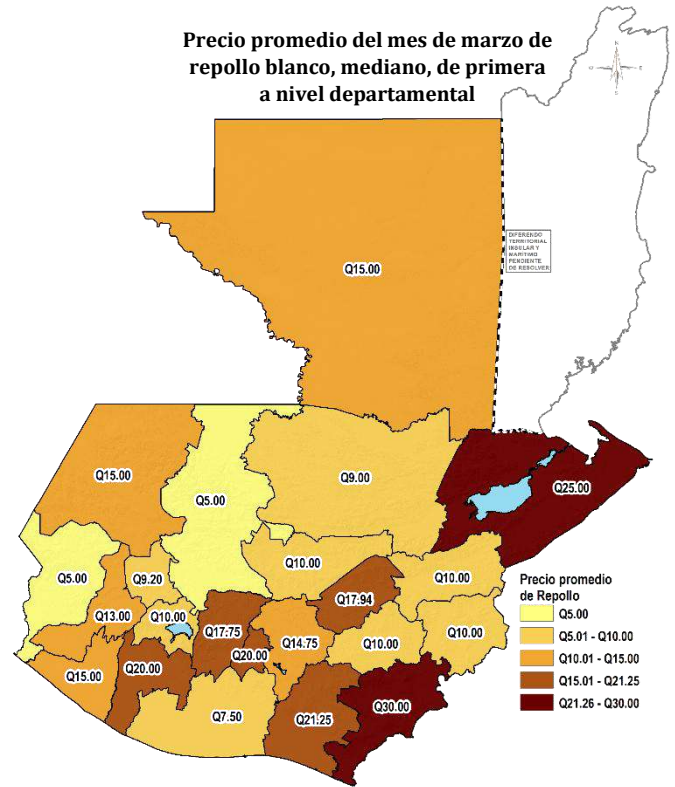 Precio promedio del mes de marzo de
repollo blanco, mediano, de primera
a nivel departamental
O E
S
DIFERENDO
TERRITORIAL
INSULAR Y
MARÍTIMO
PENDIENTE
DE RESOLVER
Q15.00
Q15.00
Q5.00
Q9.00
Q25.00
Q5.00
Q9.20
Q10.00
Q10.00
Q13.00
Q10.00
Q17.94
Q17.75
Q20.00
Q14.75
Q10.00
Q10.00
Q15.00
Q20.00
Q7.50
Q21.25
Q30.00
Precio promedio
de Repollo
Q5.00
Q5.01 - Q10.00
Q10.01 - Q15.00
Q15.01 - Q21.25
Q21.26 - Q30.00